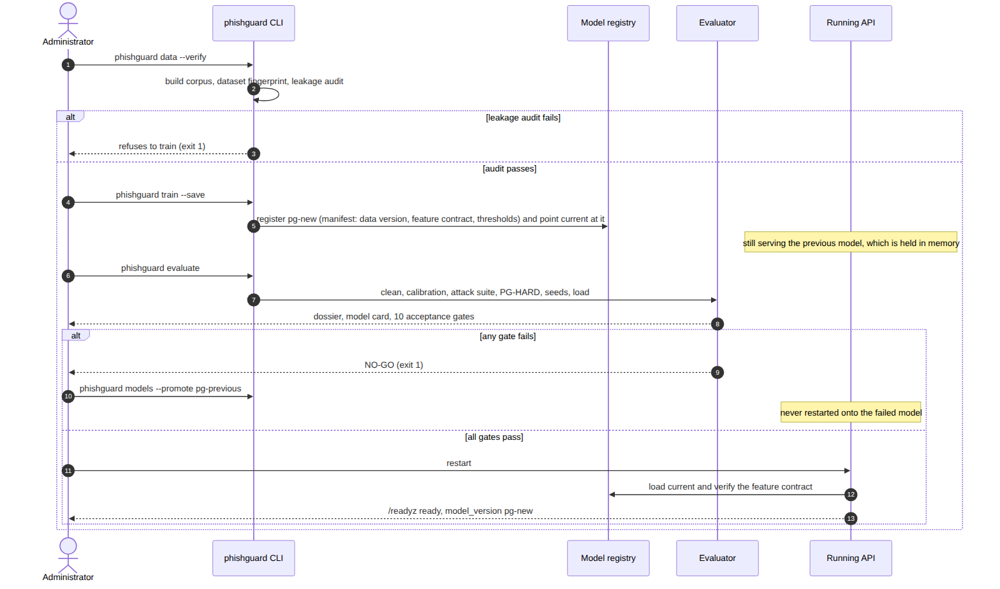 Administrator
phishguard CLI
Model registry
Evaluator
Running API
phishguard data --verify
1
build corpus, dataset fingerprint, leakage audit
2
alt
[leakage audit fails]
refuses to train (exit 1)
3
[audit passes]
phishguard train --save
4
register pg-new (manifest: data version, feature contract, thresholds) and point current at it
5
still serving the previous model, which is held in memory
phishguard evaluate
6
clean, calibration, attack suite, PG-HARD, seeds, load
7
dossier, model card, 10 acceptance gates
8
alt
[any gate fails]
NO-GO (exit 1)
9
phishguard models --promote pg-previous
10
never restarted onto the failed model
[all gates pass]
restart
11
load current and verify the feature contract
12
/readyz ready, model_version pg-new
13
Administrator
phishguard CLI
Model registry
Evaluator
Running API